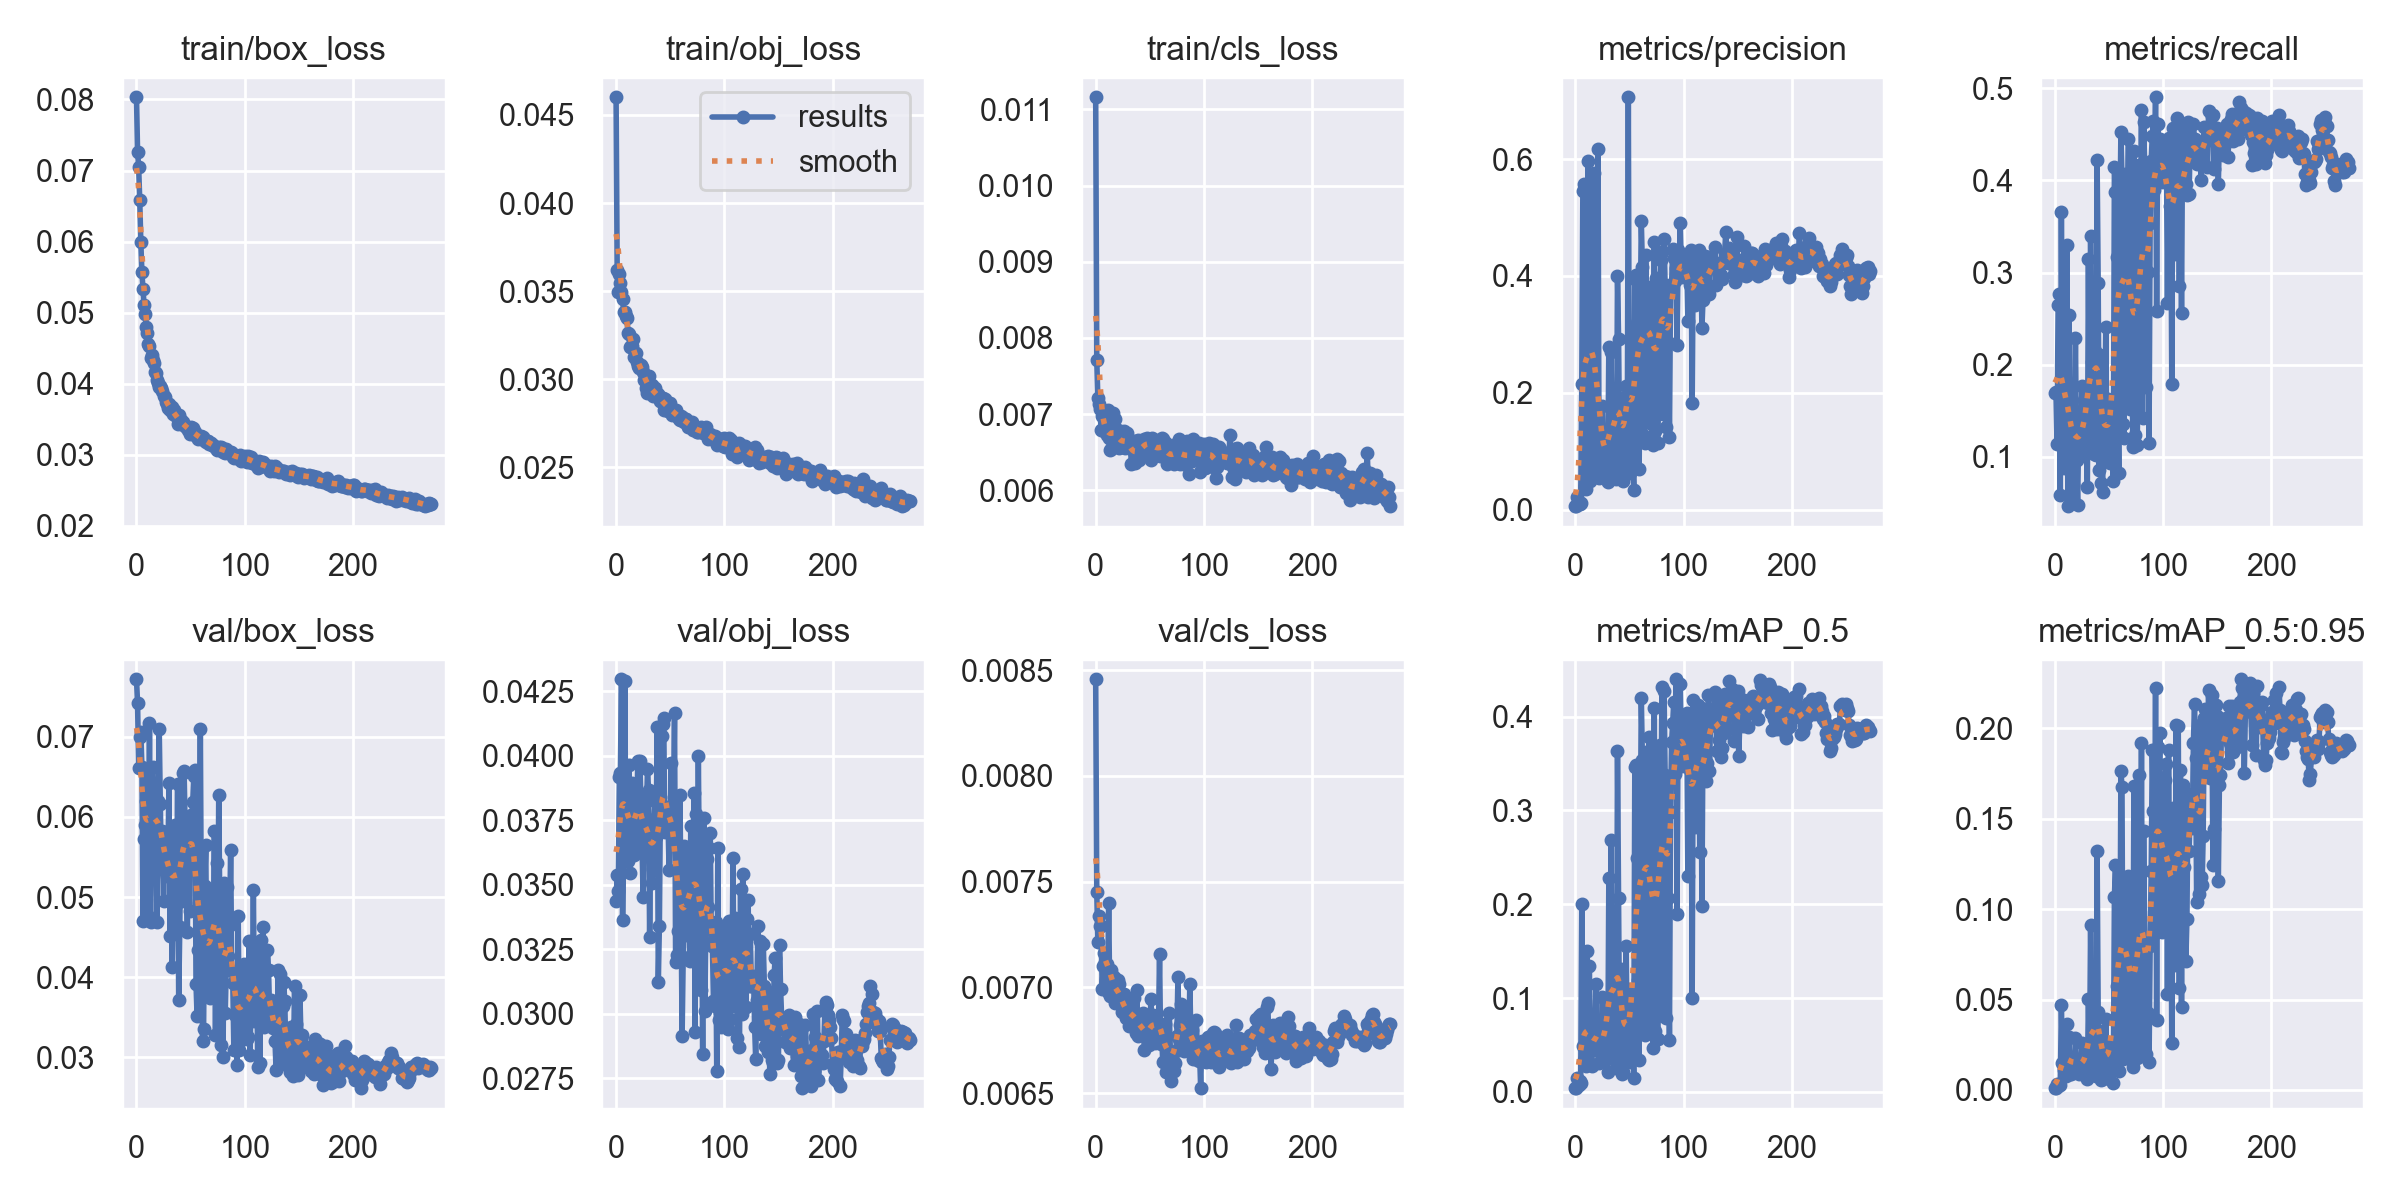 train/box_loss
0.08
0.07
0.06
0.05
0.04
0.03
0.02
0 100 200
train/obj_loss
results
smooth
0.045
0.040
0.035
0.030
0.025
0 100 200
train/cls_loss
0.011
0.010
0.009
0.008
0.007
0.006
0 100 200
metrics/precision
0.6
0.4
0.2
0.0
0 100 200
metrics/recall
0.5
0.4
0.3
0.2
0.1
0 100 200
val/box_loss
0.07
0.06
0.05
0.04
0.03
0 100 200
val/obj_loss
0.0425
0.0400
0.0375
0.0350
0.0325
0.0300
0.0275
0 100 200
val/cls_loss
0.0085
0.0080
0.0075
0.0070
0.0065
0 100 200
metrics/mAP_0.5
0.4
0.3
0.2
0.1
0.0
0 100 200
metrics/mAP_0.5:0.95
0.20
0.15
0.10
0.05
0.00
0 100 200